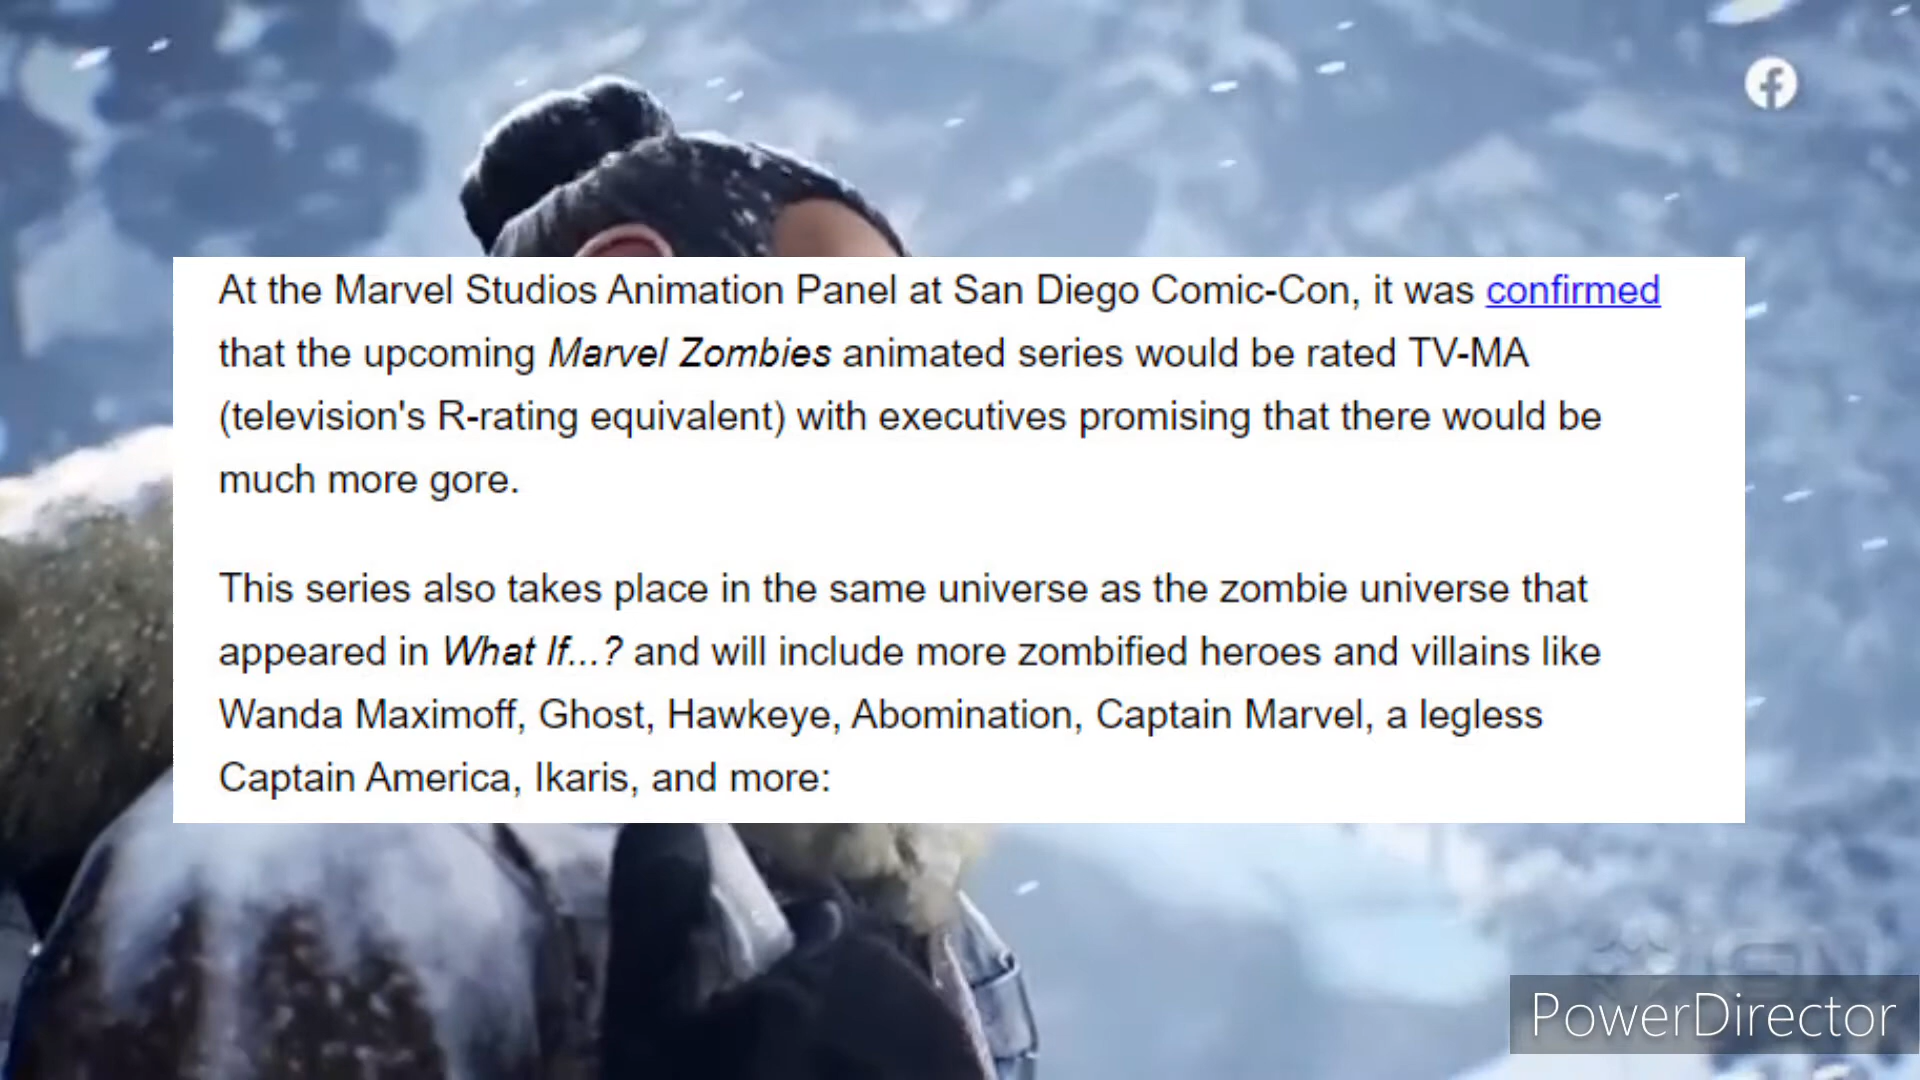 At the Marvel Studios Animation Panel at San Diego Comic-Con, it was confirmed
that the upcoming Marvel Zombies animated series would be rated TV-MA
(television's R-rating equivalent) with executives promising that there would be
much more gore.
This series also takes place in the same universe as the zombie universe that
appeared in What If...? and will include more zombified heroes and villains like
Wanda Maximoff, Ghost, Hawkeye, Abomination, Captain Marvel, a legless
Captain America, Ikaris, and more:
IGN
PowerDirector